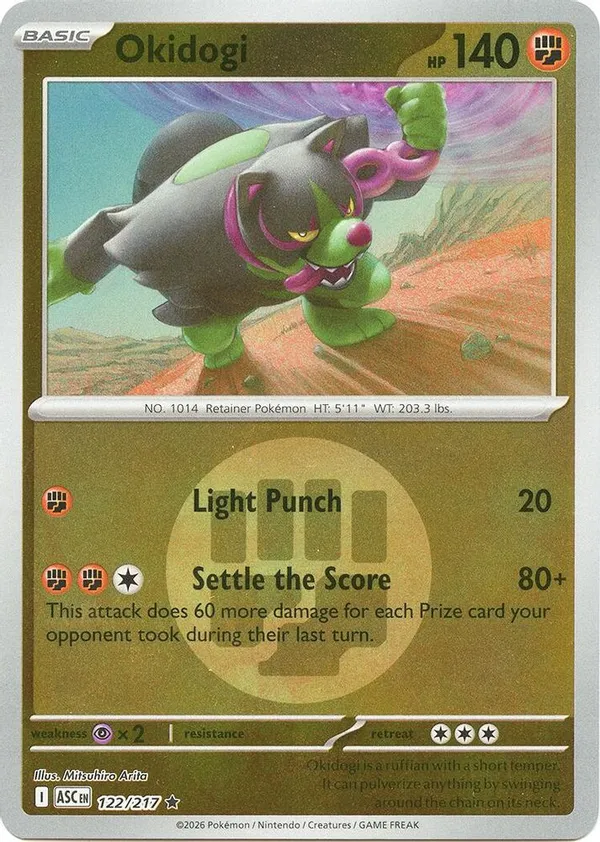 BASIC Okidogi HP 140
NO. 1014 Retainer Pokémon HT: 5'11" WT: 203.3 lbs.
Light Punch 20
Settle the Score 80+
This attack does 60 more damage for each Prize card your
opponent took during their last turn.
weakness ×2 resistance retreat
Illus. Mitsuhiro Arita
I ASC EN 122/217
Okidogi is a ruffian with a short temper.
It can pulverize anything by swinging
around the chain on its neck.
©2026 Pokémon / Nintendo / Creatures / GAME FREAK